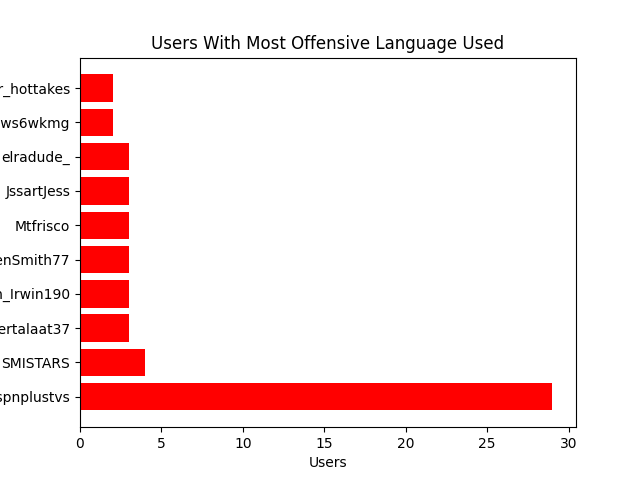 Users With Most Offensive Language Used
r_hottakes
ws6wkmg
elradude_
JssartJess
Mtfrisco
enSmith77
n_Irwin190
ertalaat37
SMISTARS
spnplustvs
0 5 10 15 20 25 30
Users